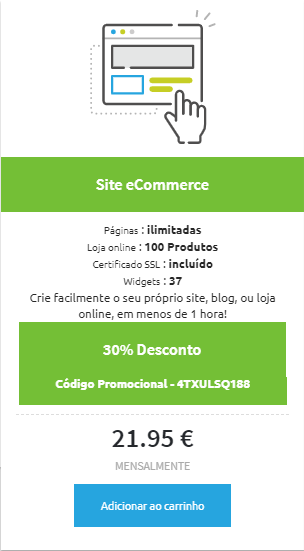 Site eCommerce
Páginas : ilimitadas
Loja online : 100 Produtos
Certificado SSL : incluído
Widgets : 37
Crie facilmente o seu próprio site, blog, ou loja
online, em menos de 1 hora!
30% Desconto
Código Promocional - 4TXULSQ188
21.95 €
MENSALMENTE
Adicionar ao carrinho